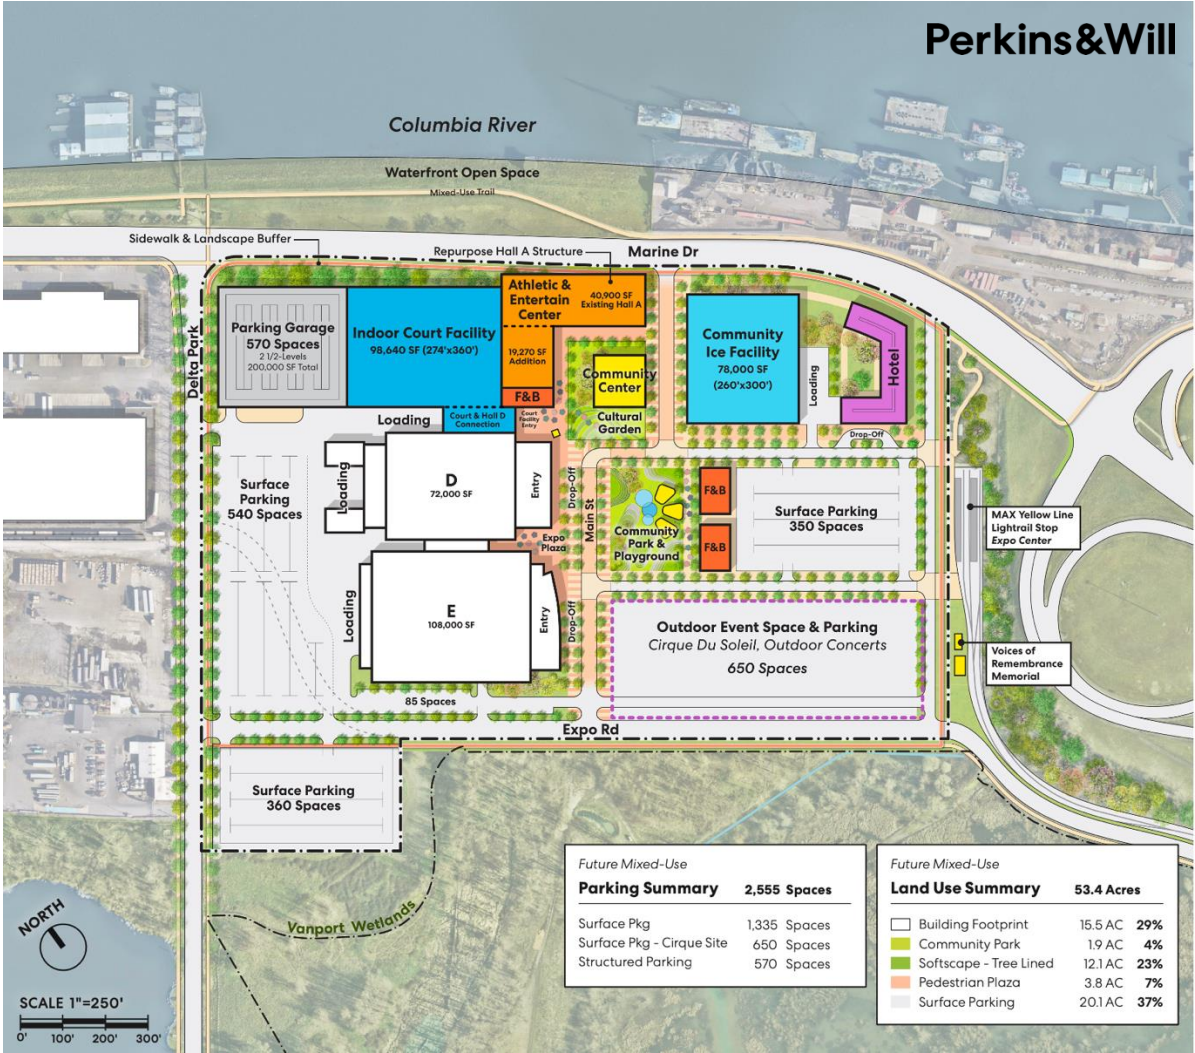 Perkins&Will
Columbia River
Waterfront Open Space
Mixed-Use Trail
Sidewalk & Landscape Buffer
Repurpose Hall A Structure
Marine Dr
Delta Park
Parking Garage
570 Spaces
2 1/2-Levels
200,000 SF Total
Indoor Court Facility
98,640 SF (274'x360')
Athletic &
Entertain
Center
40,900 SF
Existing Hall A
19,270 SF
Addition
F&B
Community
Center
Cultural
Garden
Community
Ice Facility
78,000 SF
(260'x300')
Loading
Hotel
Drop-Off
Loading
Court & Hall D
Connection
Court
Facility
Entry
Loading
D
72,000 SF
Entry
Drop-Off
Main St
Surface
Parking
540 Spaces
Expo
Plaza
Community
Park &
Playground
F&B
F&B
Surface Parking
350 Spaces
MAX Yellow Line
Lightrail Stop
Expo Center
Loading
E
108,000 SF
Entry
Drop-Off
Outdoor Event Space & Parking
Cirque Du Soleil, Outdoor Concerts
650 Spaces
Voices of
Remembrance
Memorial
85 Spaces
Expo Rd
Surface Parking
360 Spaces
Vanport Wetlands
NORTH
SCALE 1"=250'
0' 100' 200' 300'
Future Mixed-Use
Parking Summary 2,555 Spaces
Surface Pkg 1,335 Spaces
Surface Pkg - Cirque Site 650 Spaces
Structured Parking 570 Spaces
Future Mixed-Use
Land Use Summary 53.4 Acres
Building Footprint 15.5 AC 29%
Community Park 1.9 AC 4%
Softscape - Tree Lined 12.1 AC 23%
Pedestrian Plaza 3.8 AC 7%
Surface Parking 20.1 AC 37%